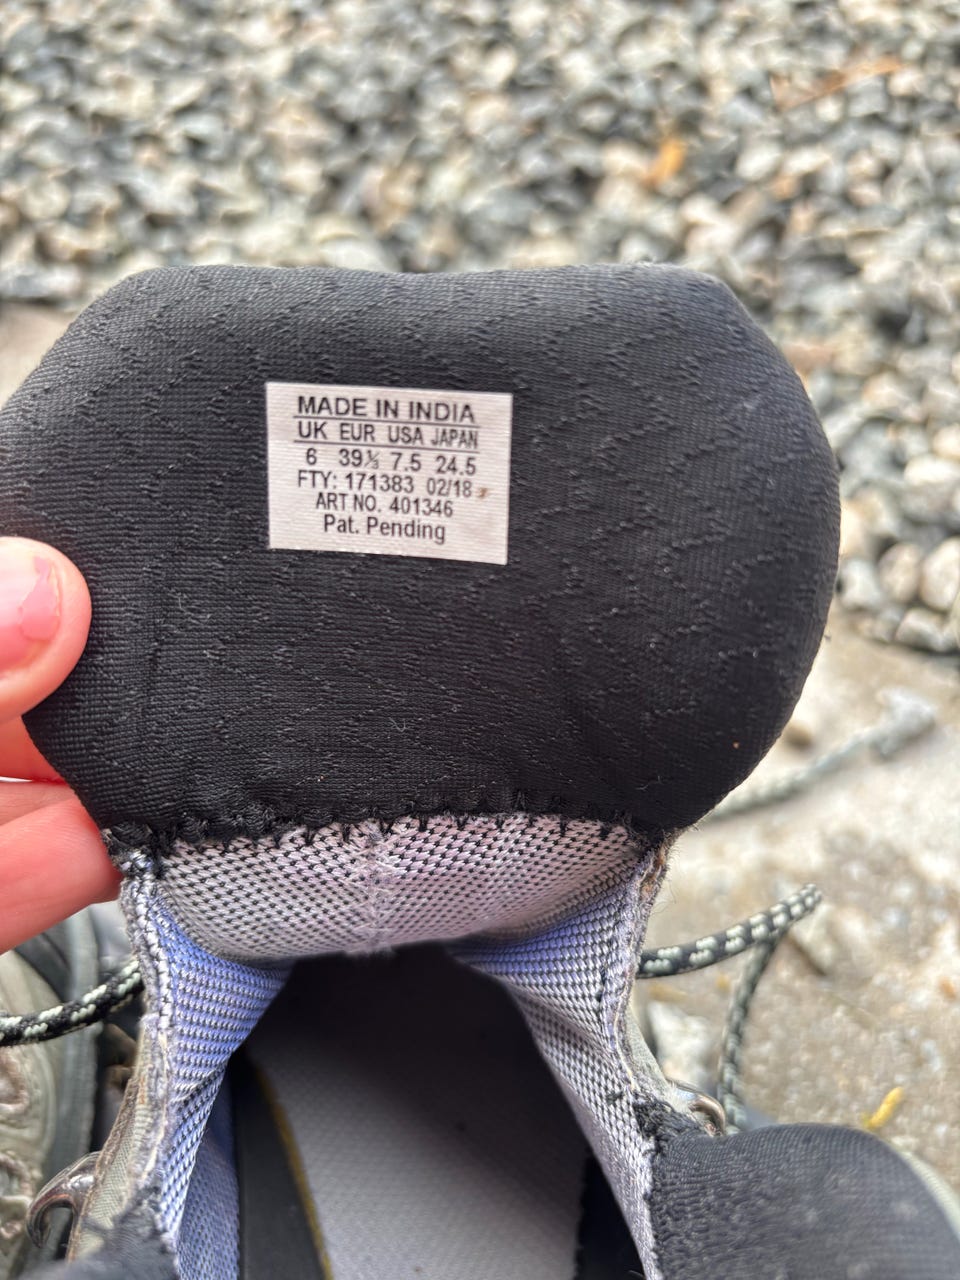 MADE IN INDIA
UK EUR USA JAPAN
6 39⅓ 7.5 24.5
FTY: 171383 02/18
ART NO. 401346
Pat. Pending